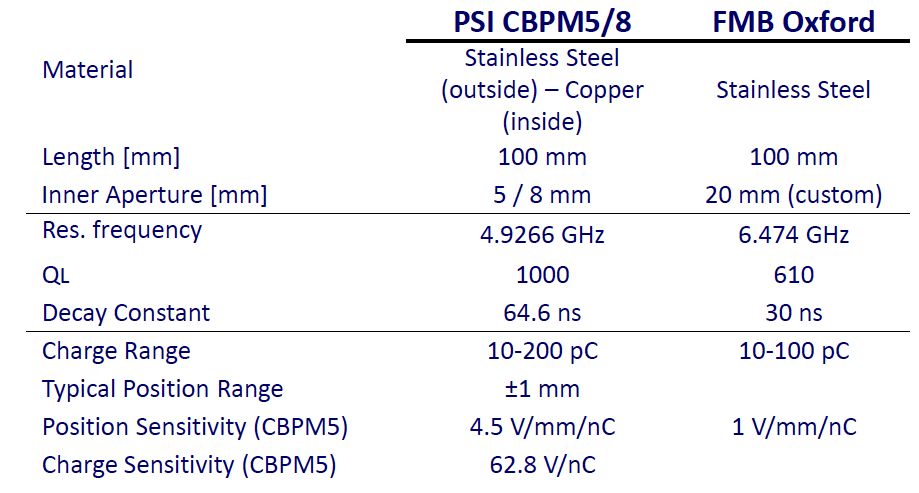 PSI CBPM5/8 FMB Oxford
Material Stainless Steel (outside) – Copper (inside) Stainless Steel
Length [mm] 100 mm 100 mm
Inner Aperture [mm] 5 / 8 mm 20 mm (custom)
Res. frequency 4.9266 GHz 6.474 GHz
QL 1000 610
Decay Constant 64.6 ns 30 ns
Charge Range 10-200 pC 10-100 pC
Typical Position Range ±1 mm
Position Sensitivity (CBPM5) 4.5 V/mm/nC 1 V/mm/nC
Charge Sensitivity (CBPM5) 62.8 V/nC